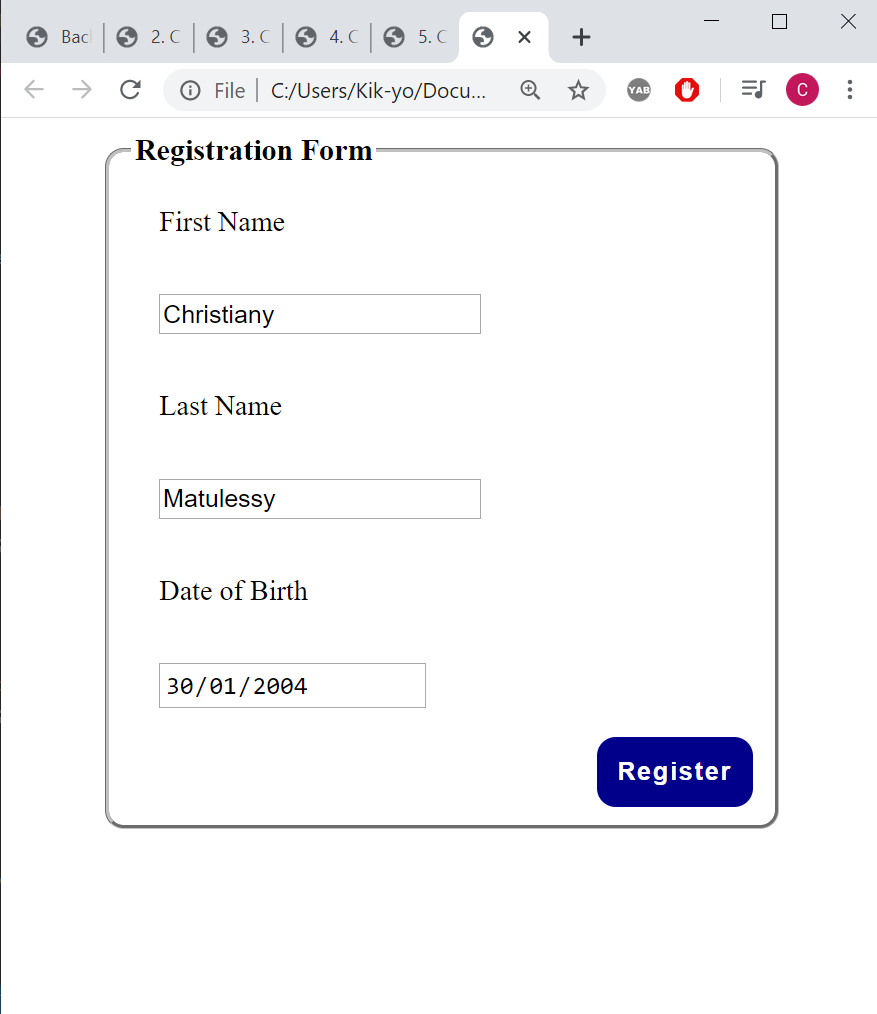 Bac 2. C 3. C 4. C 5. C
File C:/Users/Kik-yo/Docu... YAB C
Registration Form
First Name
Christiany
Last Name
Matulessy
Date of Birth
30/01/2004
Register